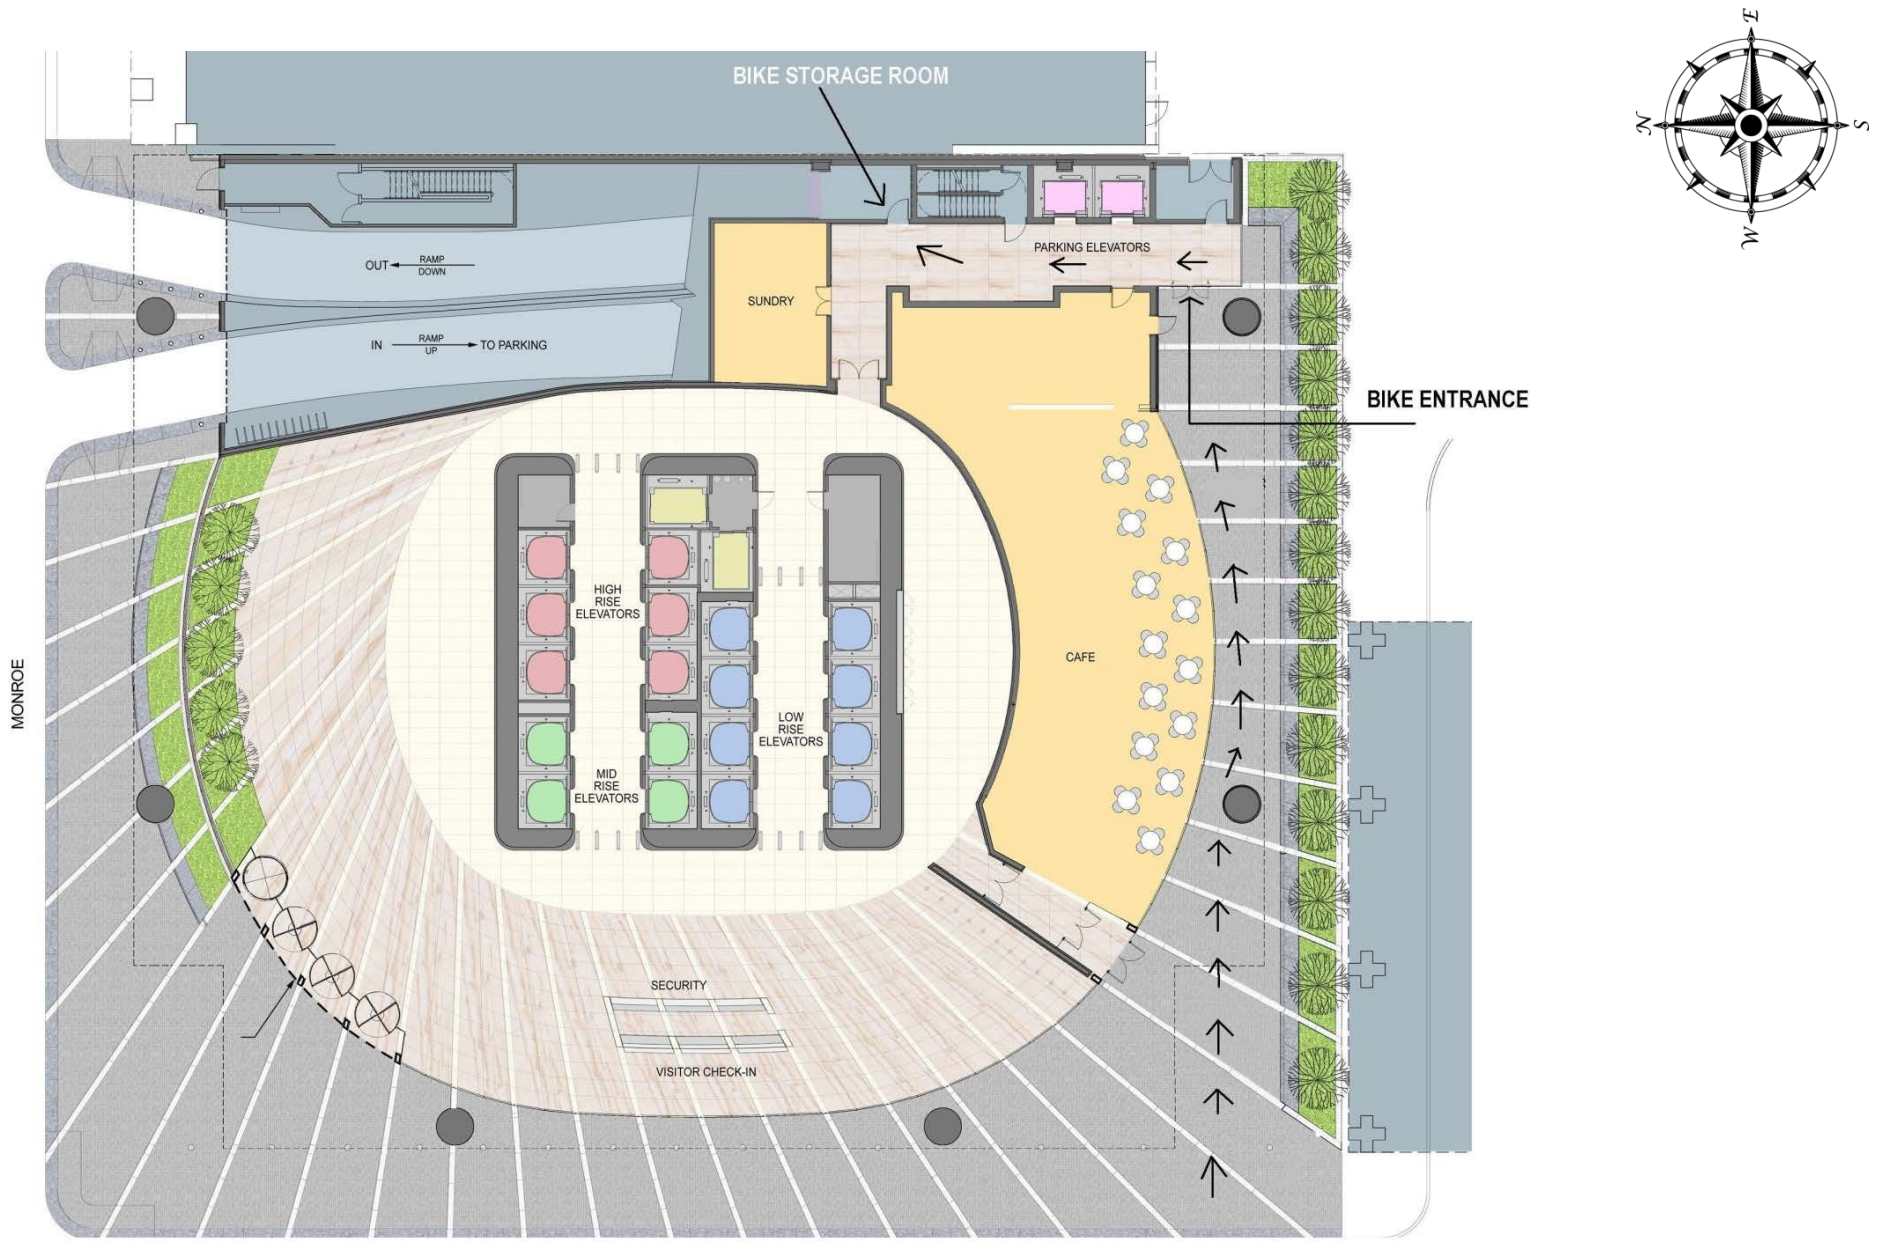 E
BIKE STORAGE ROOM
N
S
W
PARKING ELEVATORS
OUT
RAMP
DOWN
SUNDRY
IN
RAMP
UP
TO PARKING
BIKE ENTRANCE
HIGH
RISE
ELEVATORS
CAFE
MONROE
LOW
RISE
ELEVATORS
MID
RISE
ELEVATORS
SECURITY
VISITOR CHECK-IN